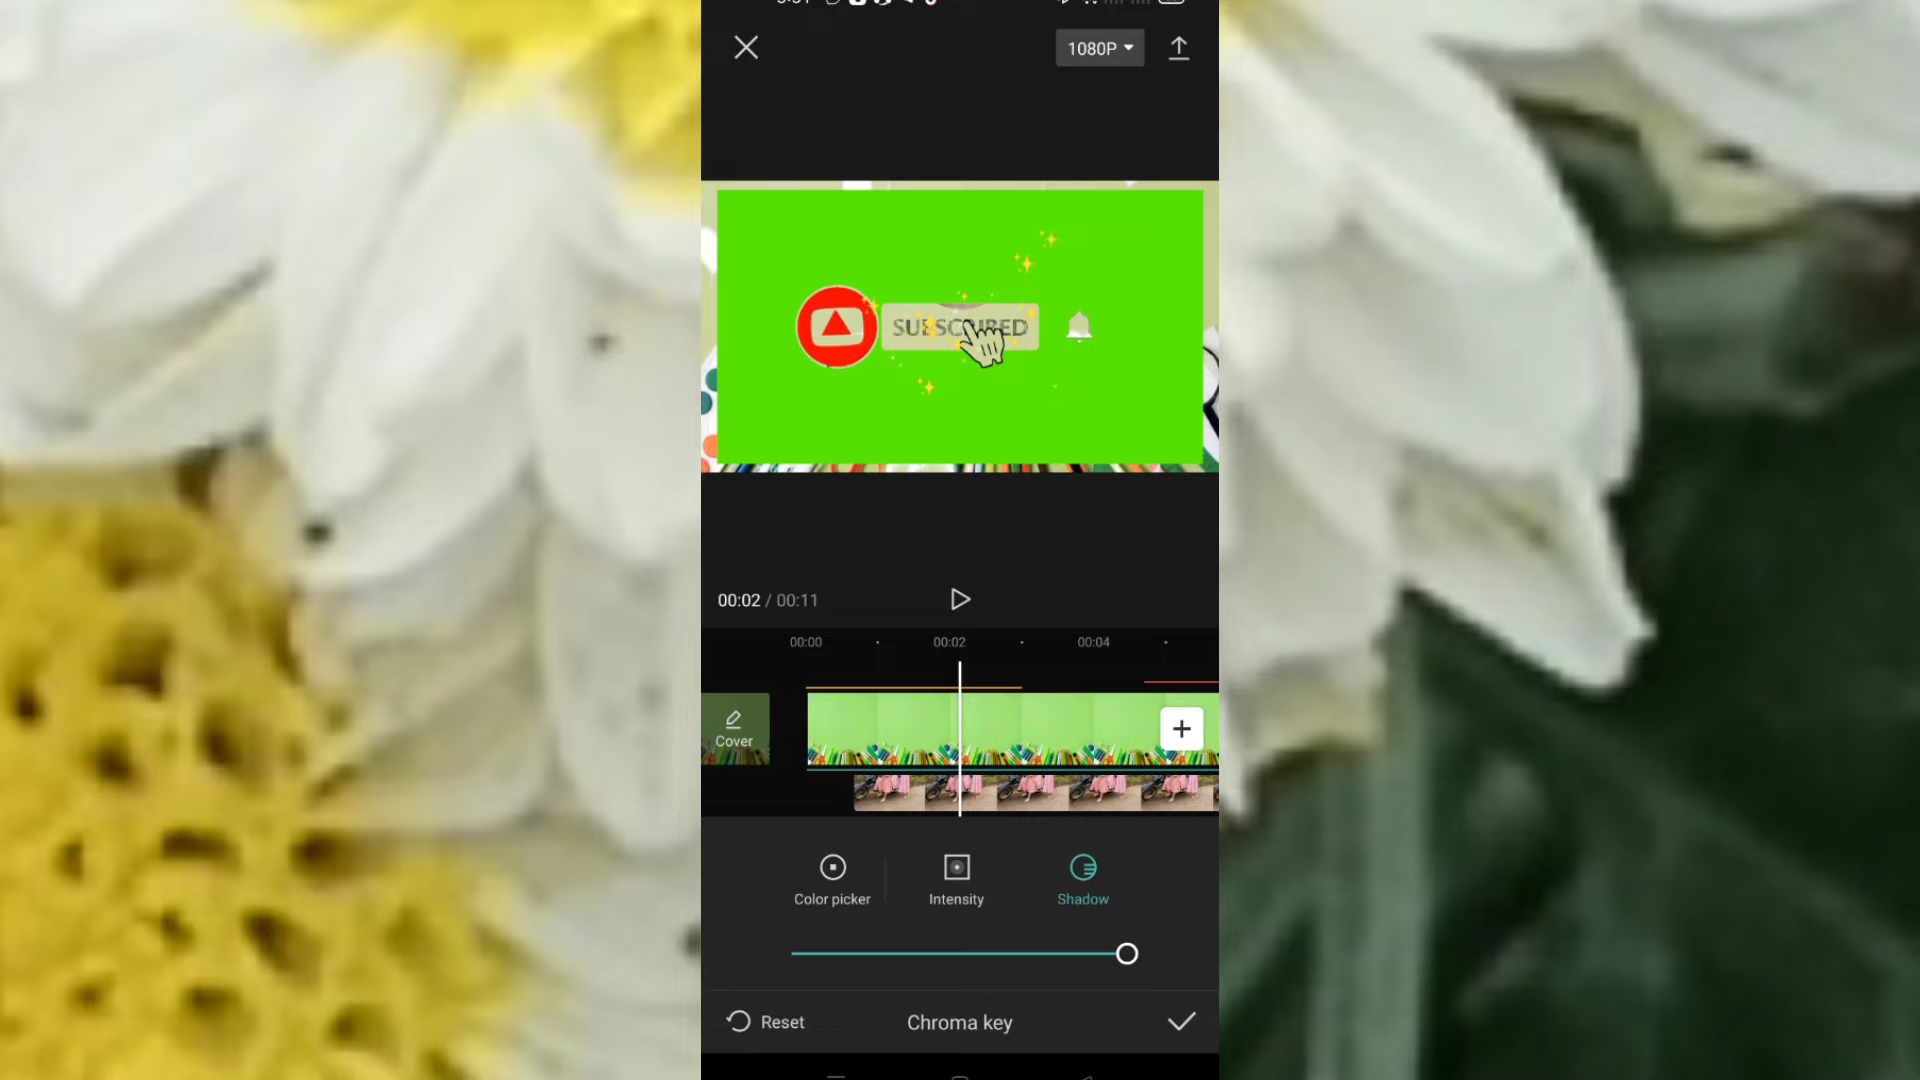 1080P
SUBSCRIBED
00:02 / 00:11
00:00
00:02
00:04
Cover
Color picker
Intensity
Shadow
Reset
Chroma key